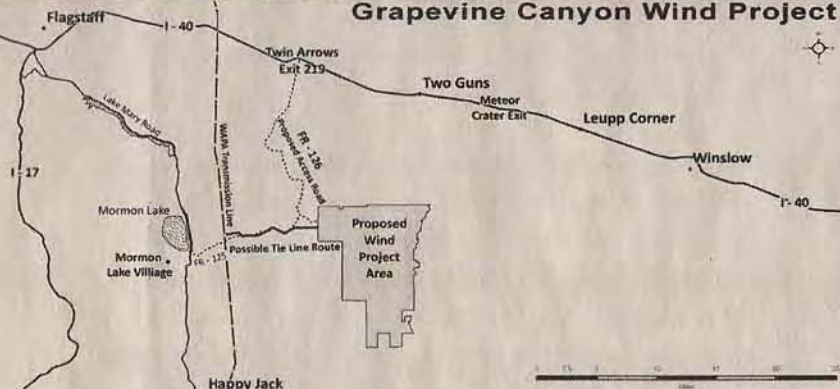 Grapevine Canyon Wind Project
Flagstaff
I - 40
Twin Arrows
Exit 219
Two Guns
Meteor
Crater Exit
Leupp Corner
Winslow
I - 40
Lake Mary Road
WAPA Transmission Line
FR - 126
Proposed Access Road
I - 17
Mormon Lake
Mormon
Lake Villiage
FR - 125
Possible Tie Line Route
Proposed
Wind
Project
Area
Happy Jack